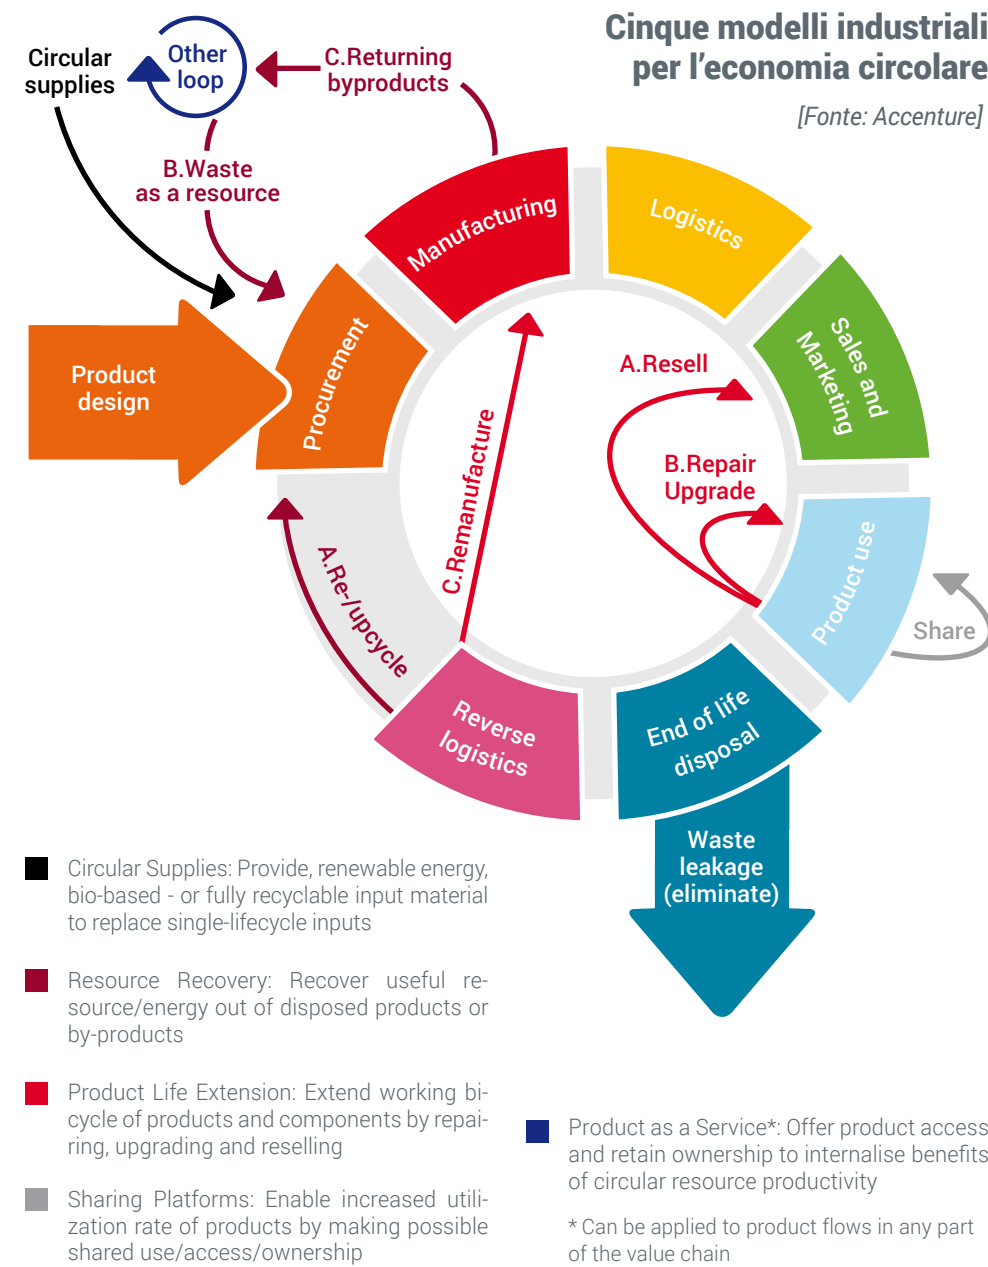 Cinque modelli industriali
per l'economia circolare
[Fonte: Accenture]
Circular
supplies
Other
loop
C.Returning
byproducts
B.Waste
as a resource
Product
design
Procurement
Manufacturing
Logistics
Sales and
Marketing
Product use
Share
End of life
disposal
Waste
leakage
(eliminate)
Reverse
logistics
A.Re-/upcycle
C.Remanufacture
A.Resell
B.Repair
Upgrade
Circular Supplies: Provide, renewable energy,
bio-based - or fully recyclable input material
to replace single-lifecycle inputs
Resource Recovery: Recover useful re-
source/energy out of disposed products or
by-products
Product Life Extension: Extend working bi-
cycle of products and components by repai-
ring, upgrading and reselling
Sharing Platforms: Enable increased utili-
zation rate of products by making possible
shared use/access/ownership
Product as a Service*: Offer product access
and retain ownership to internalise benefits
of circular resource productivity
* Can be applied to product flows in any part
of the value chain